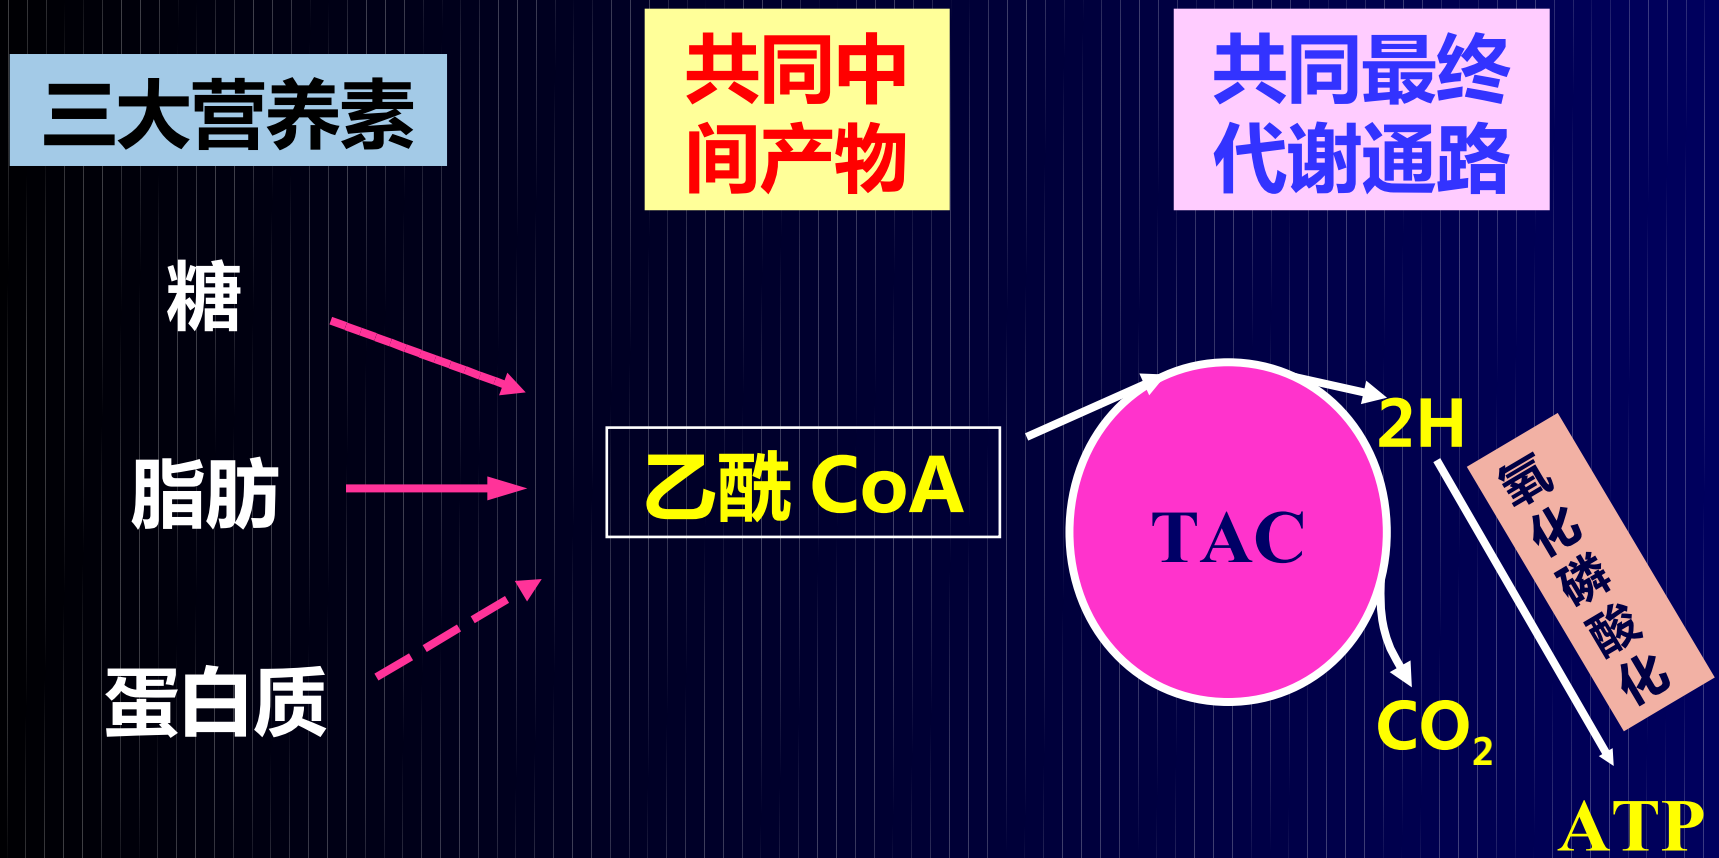 三大营养素
共同中
间产物
共同最终
代谢通路
糖
脂肪
蛋白质
乙酰 CoA
TAC
2H
氧化磷酸化
CO₂
ATP